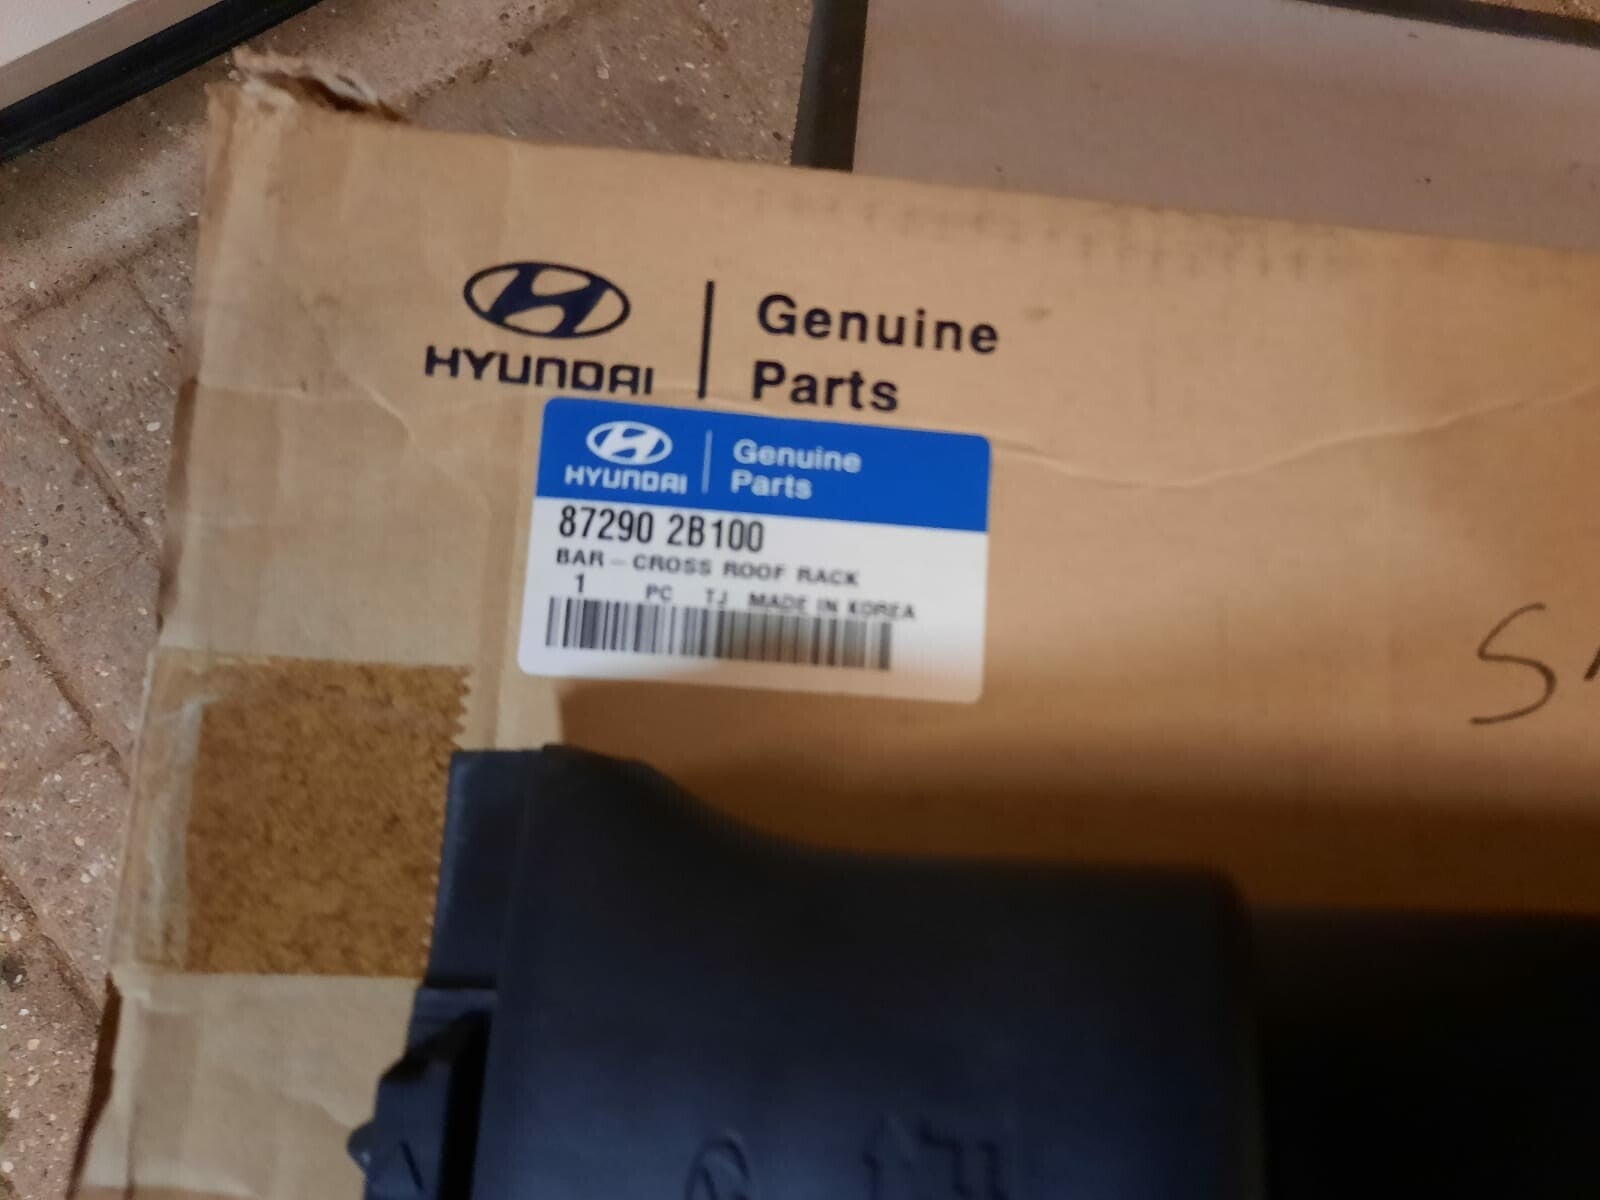 HYUNDAI
Genuine
Parts
HYUNDAI
Genuine
Parts
87290 2B100
BAR - CROSS ROOF RACK
1 PC TJ MADE IN KOREA